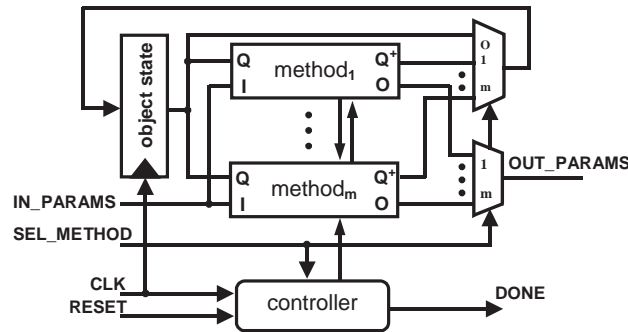 object state
Q method1 Q+
I O
O
1
m
Q methodm Q+
I O
1
m
OUT_PARAMS
IN_PARAMS
SEL_METHOD
CLK
RESET
controller
DONE